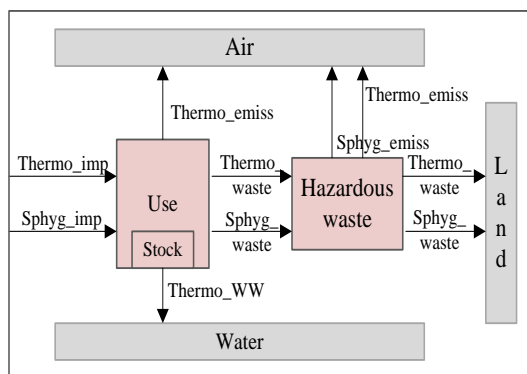 Air
Thermo_emiss
Thermo_emiss
Sphyg_emiss
Thermo_imp
Thermo_
waste
Thermo_
waste
Use
Hazardous
waste
Sphyg_imp
Sphyg_
waste
Sphyg_
waste
Stock
Thermo_WW
Water
L
a
n
d